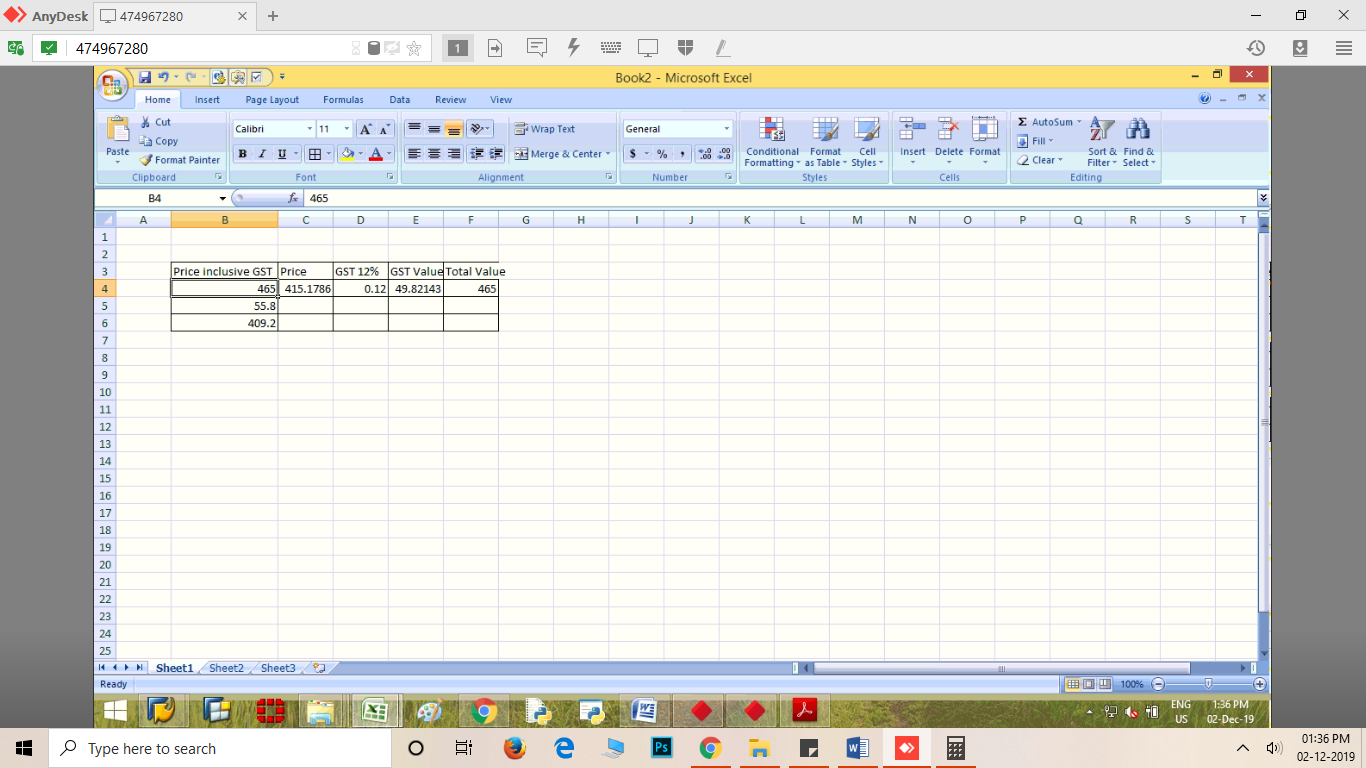 AnyDesk 474967280
474967280 1
Book2 - Microsoft Excel
Home Insert Page Layout Formulas Data Review View
Cut Calibri 11 Wrap Text General Conditional Format Cell Insert Delete Format AutoSum Sort & Find &
Paste Copy Formatting as Table Styles Fill Filter Select
Format Painter B I U Merge & Center $ % , Clear
Clipboard Font Alignment Number Styles Cells Editing
B4 fx 465
A B C D E F G H I J K L M N O P Q R S T
1
2
3 Price inclusive GST Price GST 12% GST Value Total Value
4 465 415.1786 0.12 49.82143 465
5 55.8
6 409.2
7
8
9
10
11
12
13
14
15
16
17
18
19
20
21
22
23
24
25
Sheet1 Sheet2 Sheet3
Ready 100%
ENG 1:36 PM
US 02-Dec-19
Type here to search Ps W 01:36 PM
02-12-2019